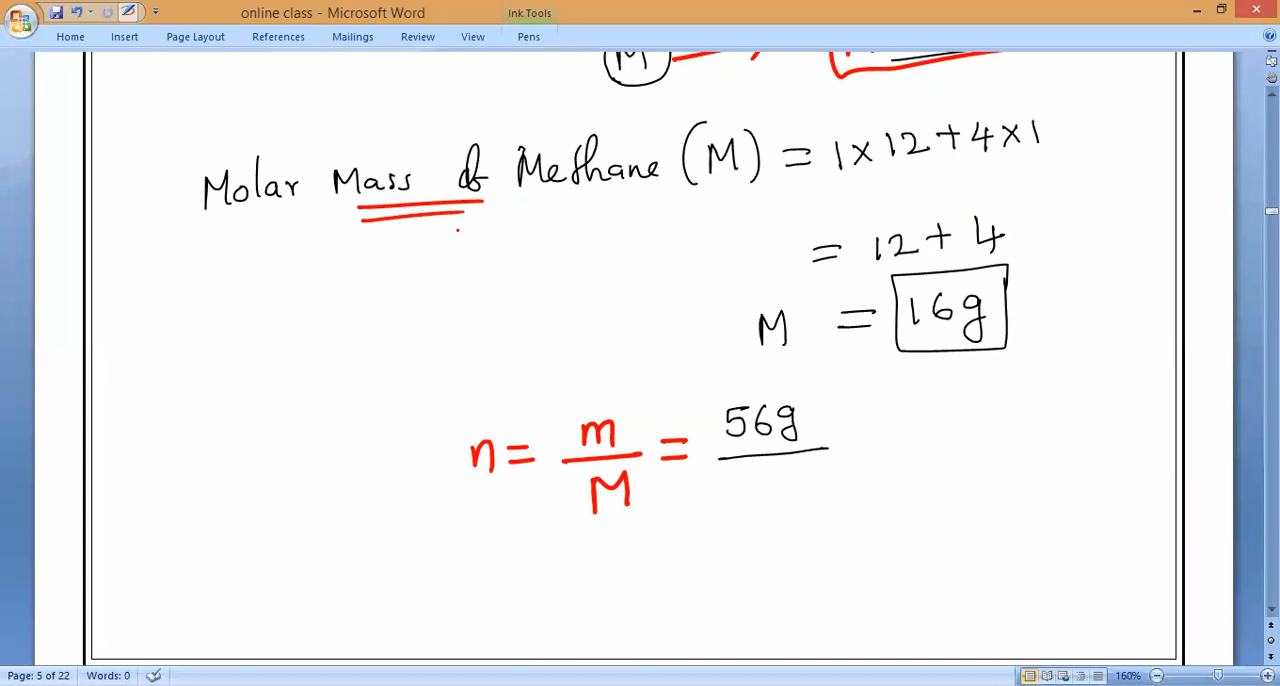 online class - Microsoft Word
Ink Tools
Home Insert Page Layout References Mailings Review View Pens
Molar Mass of Methane (M) = 1 × 12 + 4 × 1
= 12 + 4
M = 16g
n = m/M = 56g
Page: 5 of 22 Words: 0 160%